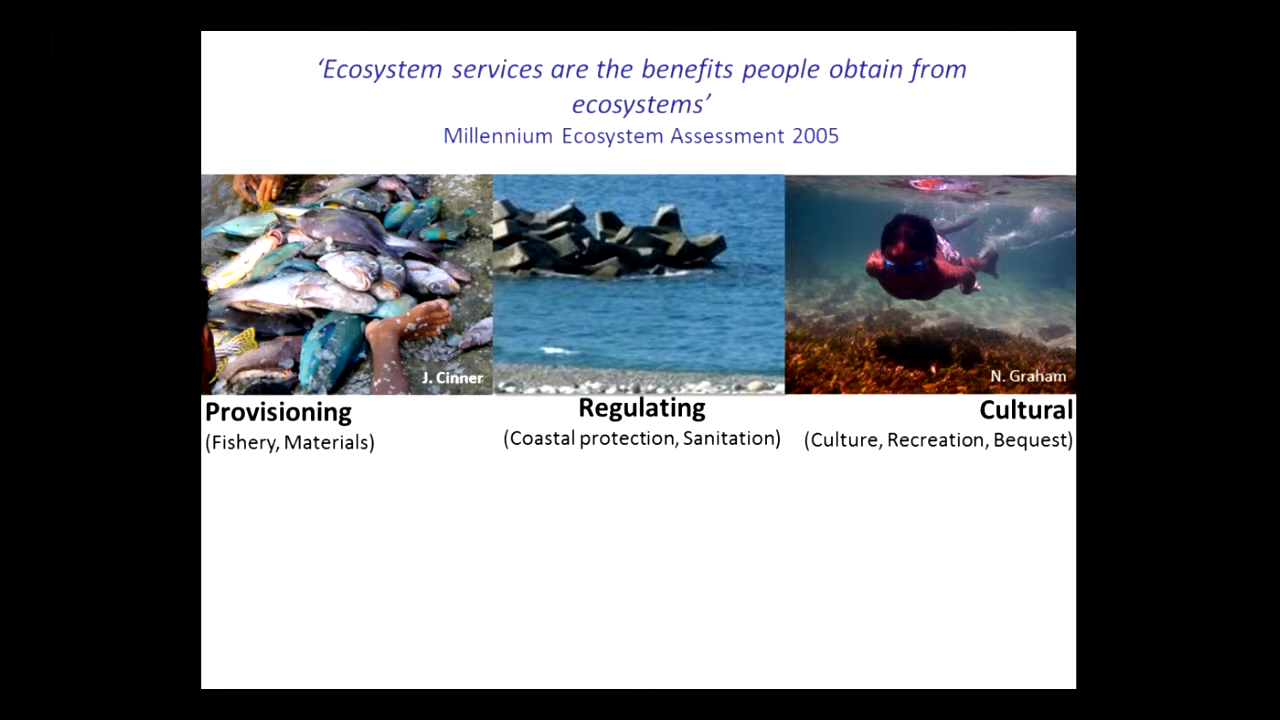 ‘Ecosystem services are the benefits people obtain from
ecosystems’
Millennium Ecosystem Assessment 2005
J. Cinner
N. Graham
Provisioning
(Fishery, Materials)
Regulating
(Coastal protection, Sanitation)
Cultural
(Culture, Recreation, Bequest)